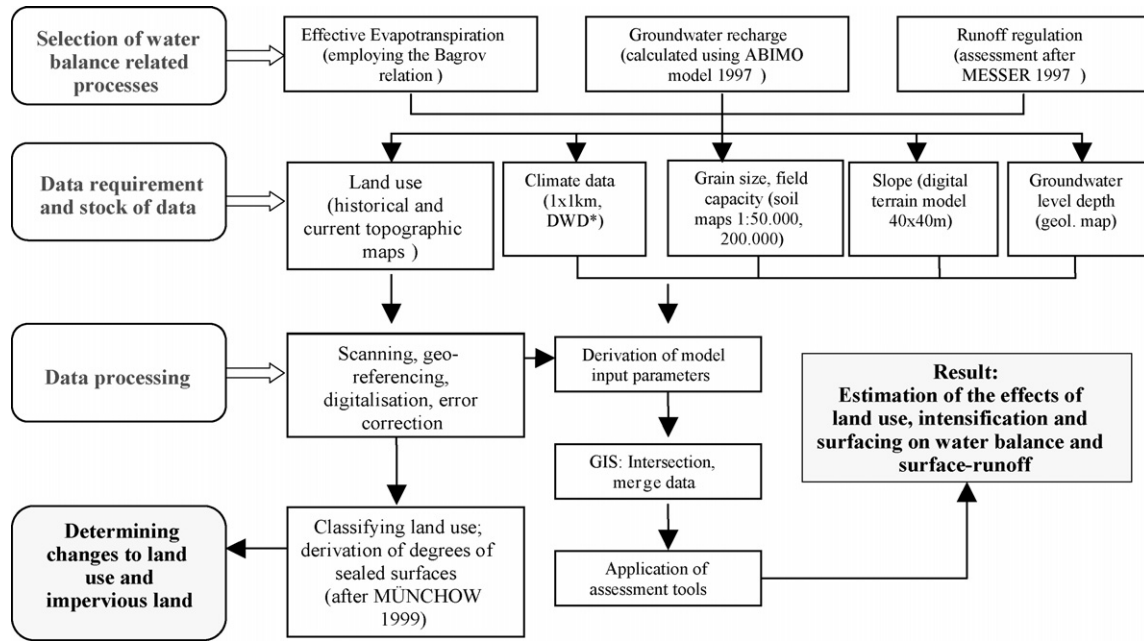 Selection of water
balance related
processes
Effective Evapotranspiration
(employing the Bagrov
relation )
Groundwater recharge
(calculated using ABIMO
model 1997 )
Runoff regulation
(assessment after
MESSER 1997 )
Data requirement
and stock of data
Land use
(historical and
current topographic
maps )
Climate data
(1x1km,
DWD*)
Grain size, field
capacity (soil
maps 1:50.000,
200.000)
Slope (digital
terrain model
40x40m)
Groundwater
level depth
(geol. map)
Data processing
Scanning, geo-
referencing,
digitalisation, error
correction
Derivation of model
input parameters
Result:
Estimation of the effects of
land use, intensification and
surfacing on water balance and
surface-runoff
GIS: Intersection,
merge data
Determining
changes to land
use and
impervious land
Classifying land use;
derivation of degrees of
sealed surfaces
(after MÜNCHOW
1999)
Application of
assessment tools